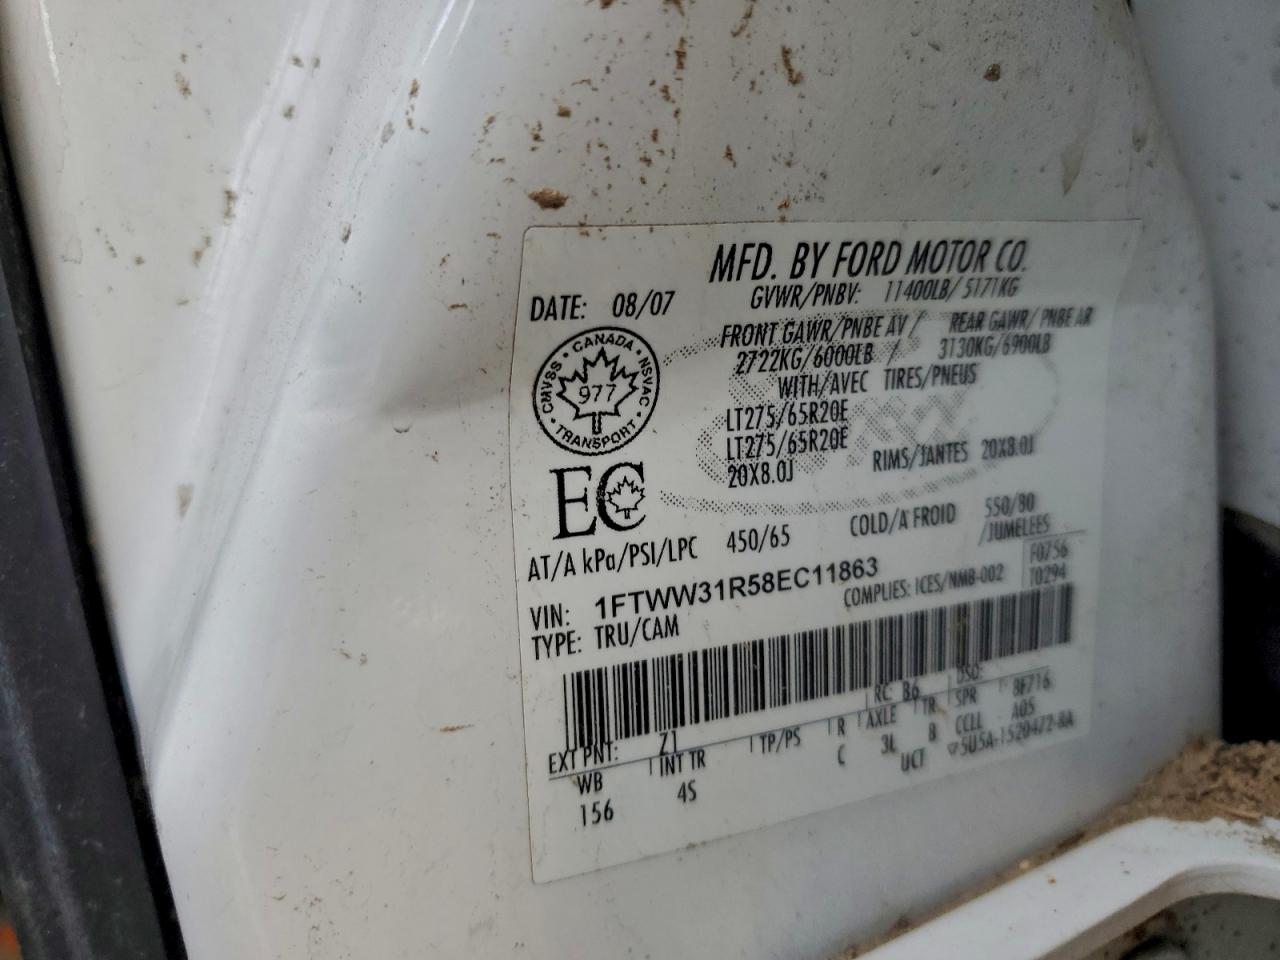 MFD. BY FORD MOTOR CO.
DATE: 08/07 GVWR/PNBV: 11400LB/5171KG
FRONT GAWR/PNBE AV / REAR GAWR/PNBE AR
2722KG/6000LB / 3130KG/6900LB
WITH/AVEC TIRES/PNEUS
LT275/65R20E
LT275/65R20E
20X8.0J RIMS/JANTES 20X8.0J
CANADA · NSVAC · TRANSPORT · CMVSS ·
977
EC
AT/A kPa/PSI/LPC 450/65 COLD/A FROID 550/80
/JUMELEES
VIN: 1FTWW31R58EC11863 F0756
TYPE: TRU/CAM COMPLIES: ICES/NMB-002 T0294
RC: B6 DSO:
EXT PNT: Z1
WB INT TR TP/PS R AXLE TR SPR 8F716
156 4S C 3L B CCLL A05
UCT 5U5A-1520472-BA